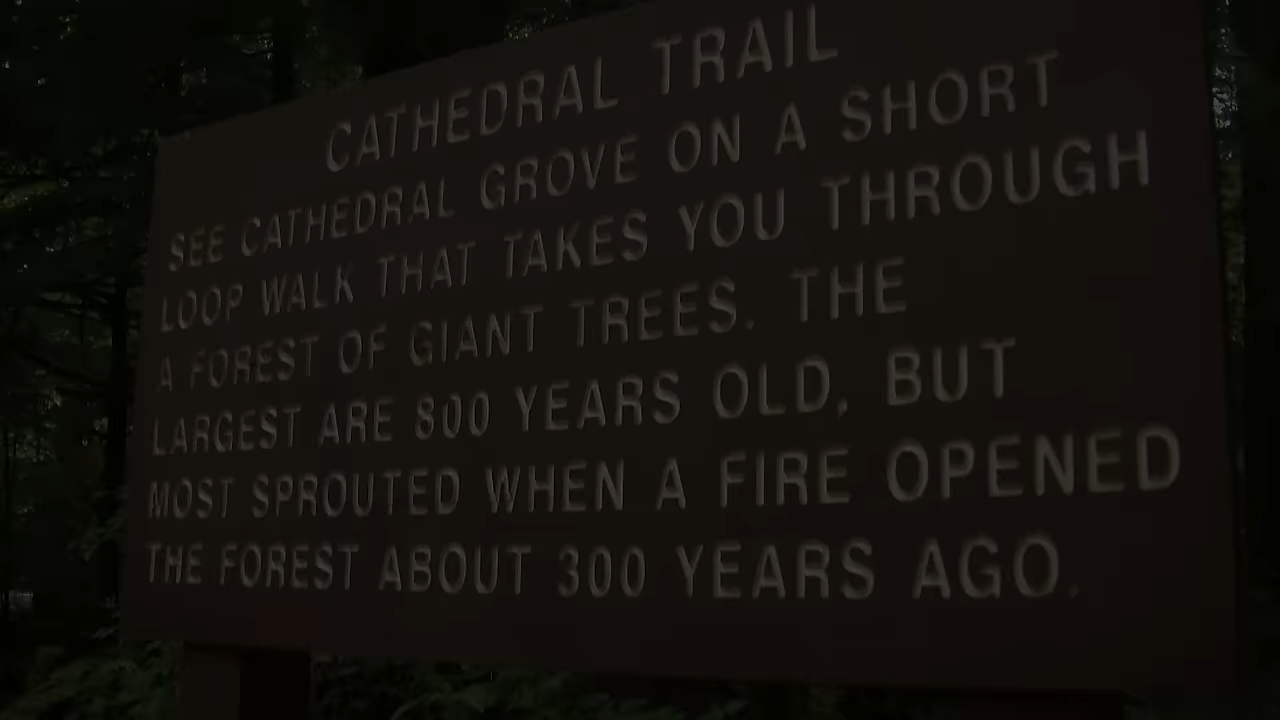 CATHEDRAL TRAIL
SEE CATHEDRAL GROVE ON A SHORT
LOOP WALK THAT TAKES YOU THROUGH
A FOREST OF GIANT TREES. THE
LARGEST ARE 800 YEARS OLD, BUT
MOST SPROUTED WHEN A FIRE OPENED
THE FOREST ABOUT 300 YEARS AGO.